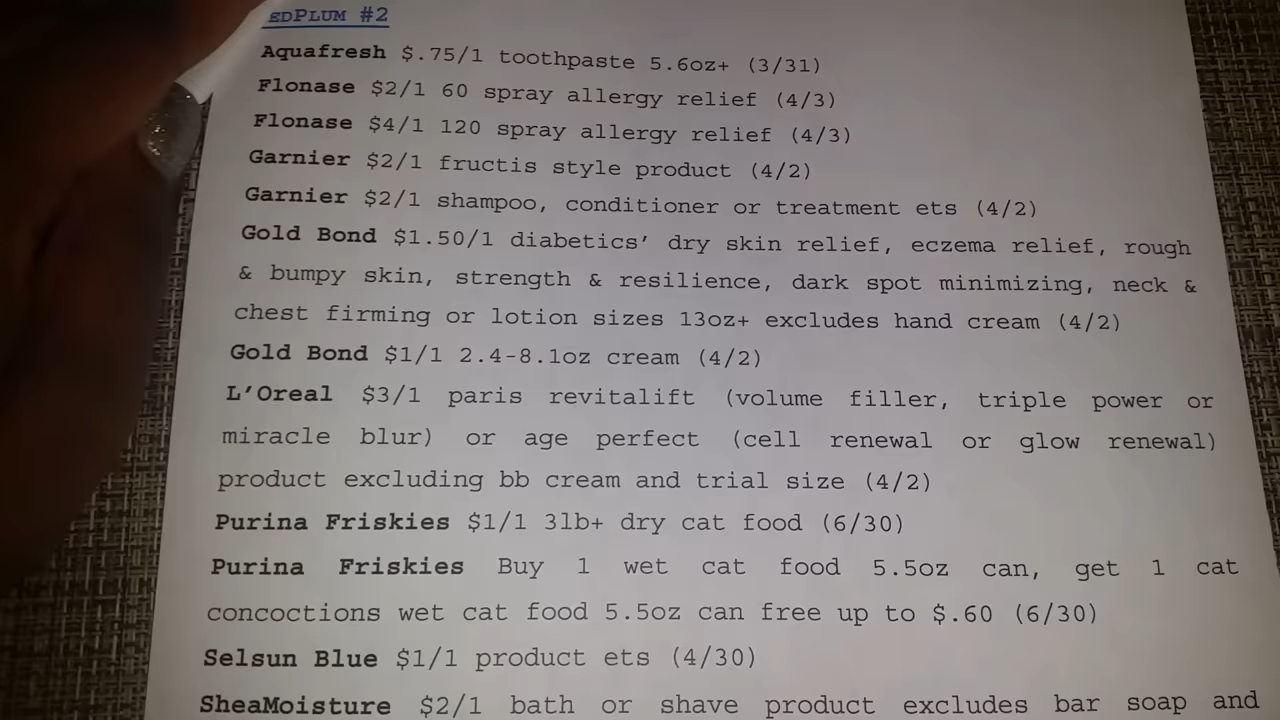 EDPLUM #2
Aquafresh $.75/1 toothpaste 5.6oz+ (3/31)
Flonase $2/1 60 spray allergy relief (4/3)
Flonase $4/1 120 spray allergy relief (4/3)
Garnier $2/1 fructis style product (4/2)
Garnier $2/1 shampoo, conditioner or treatment ets (4/2)
Gold Bond $1.50/1 diabetics’ dry skin relief, eczema relief, rough
& bumpy skin, strength & resilience, dark spot minimizing, neck &
chest firming or lotion sizes 13oz+ excludes hand cream (4/2)
Gold Bond $1/1 2.4-8.1oz cream (4/2)
L’Oreal $3/1 paris revitalift (volume filler, triple power or
miracle blur) or age perfect (cell renewal or glow renewal)
product excluding bb cream and trial size (4/2)
Purina Friskies $1/1 3lb+ dry cat food (6/30)
Purina Friskies Buy 1 wet cat food 5.5oz can, get 1 cat
concoctions wet cat food 5.5oz can free up to $.60 (6/30)
Selsun Blue $1/1 product ets (4/30)
SheaMoisture $2/1 bath or shave product excludes bar soap and